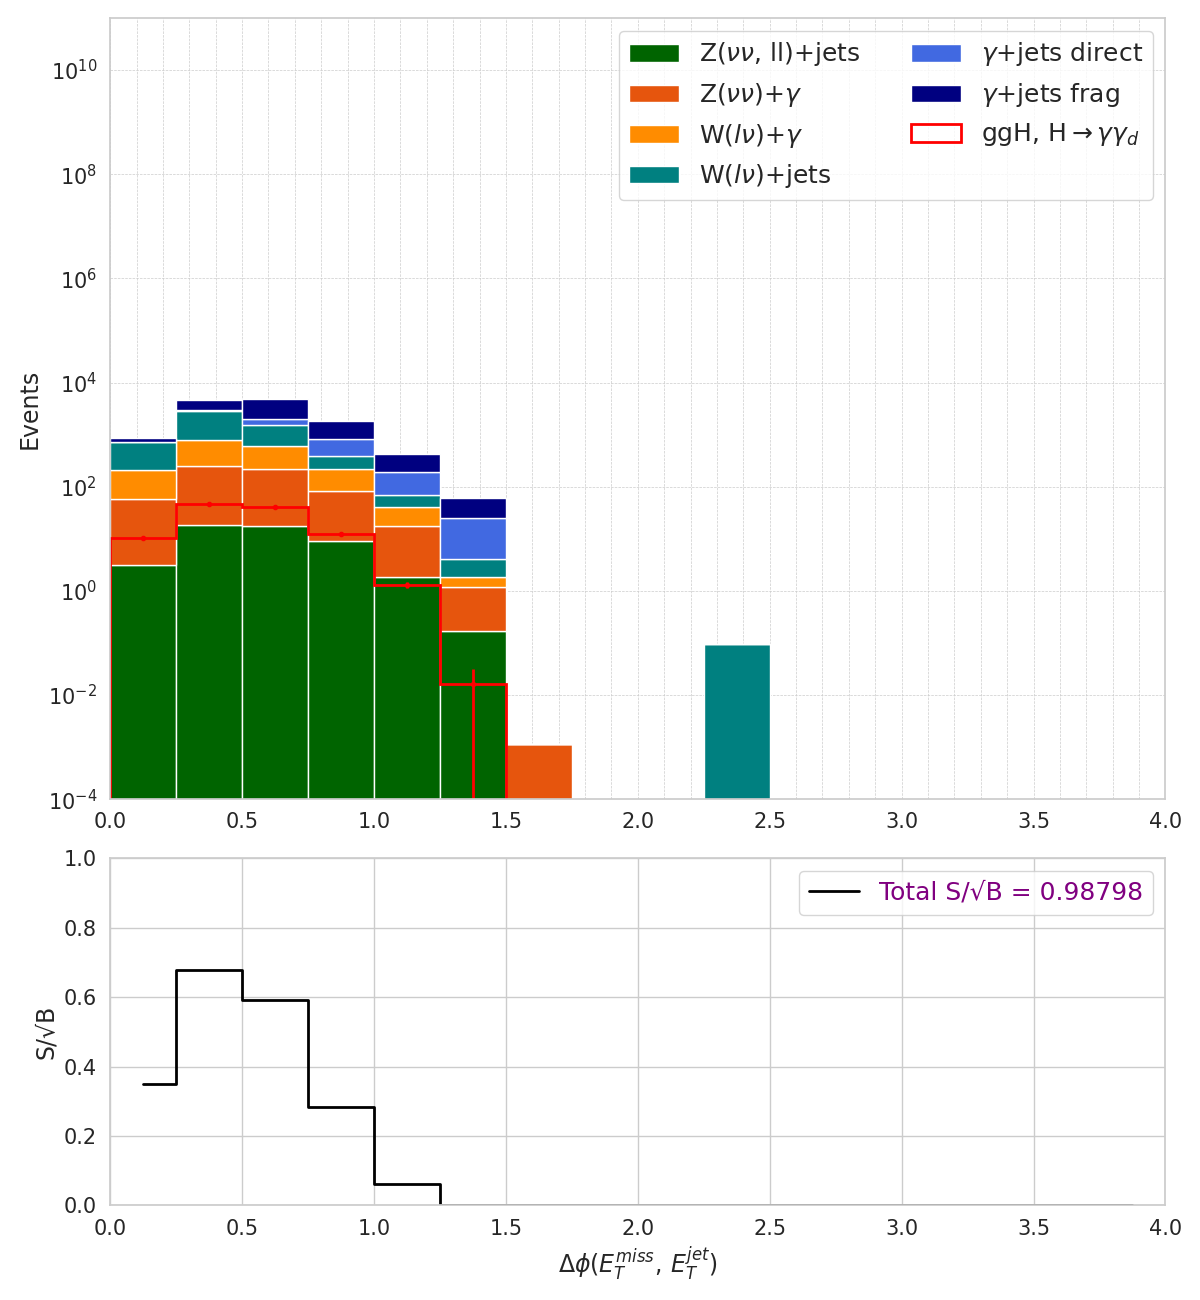 Z(νν, ll)+jets
Z(νν)+γ
W(lν)+γ
W(lν)+jets
γ+jets direct
γ+jets frag
ggH, H→γγ_d
Events
10^10
10^8
10^6
10^4
10^2
10^0
10^−2
10^−4
0.0 0.5 1.0 1.5 2.0 2.5 3.0 3.5 4.0
Total S/√B = 0.98798
S/√B
1.0
0.8
0.6
0.4
0.2
0.0
0.0 0.5 1.0 1.5 2.0 2.5 3.0 3.5 4.0
Δϕ(E_T^miss, E_T^jet)